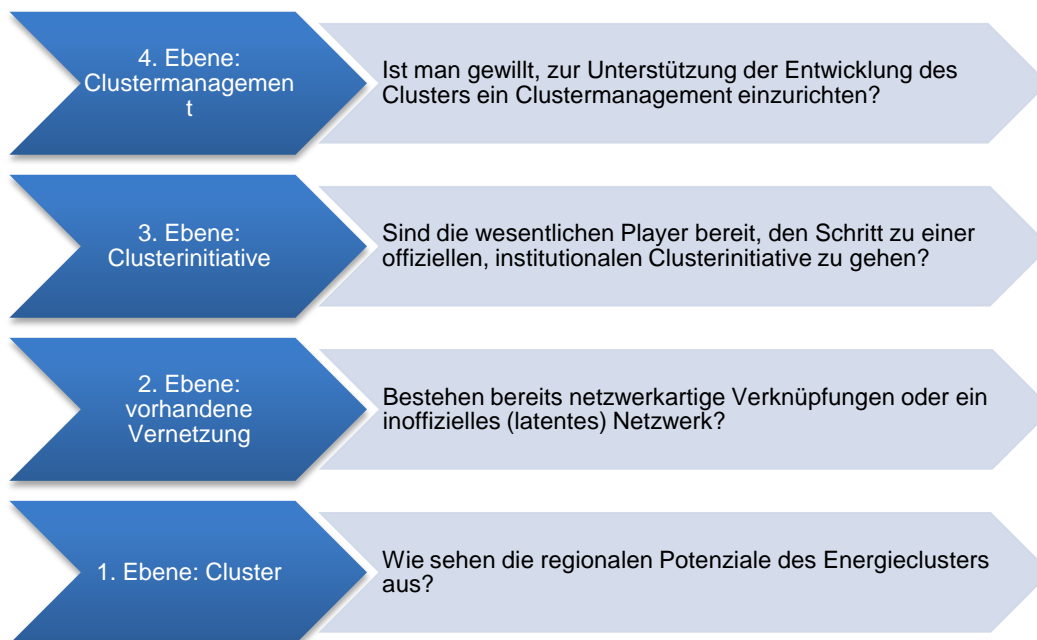 4. Ebene:
Clustermanagemen
t
Ist man gewillt, zur Unterstützung der Entwicklung des
Clusters ein Clustermanagement einzurichten?
3. Ebene:
Clusterinitiative
Sind die wesentlichen Player bereit, den Schritt zu einer
offiziellen, institutionalen Clusterinitiative zu gehen?
2. Ebene:
vorhandene
Vernetzung
Bestehen bereits netzwerkartige Verknüpfungen oder ein
inoffizielles (latentes) Netzwerk?
1. Ebene: Cluster
Wie sehen die regionalen Potenziale des Energieclusters
aus?